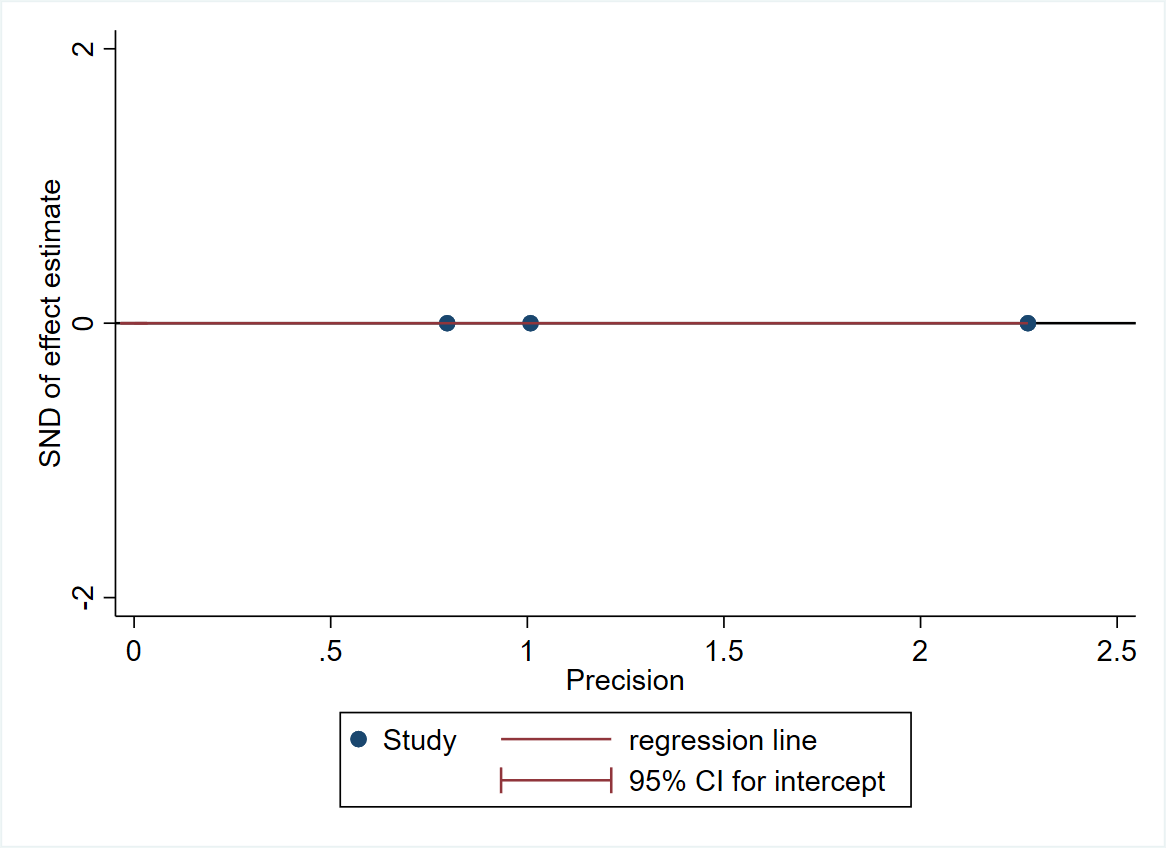 2
0
-2
SND of effect estimate
0 .5 1 1.5 2 2.5
Precision
Study regression line
95% CI for intercept